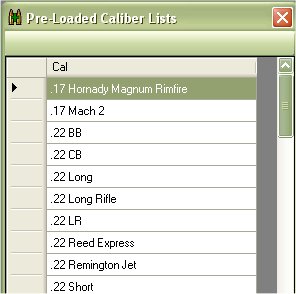 Pre-Loaded Caliber Lists
Cal
.17 Hornady Magnum Rimfire
.17 Mach 2
.22 BB
.22 CB
.22 Long
.22 Long Rifle
.22 LR
.22 Reed Express
.22 Remington Jet
.22 Short